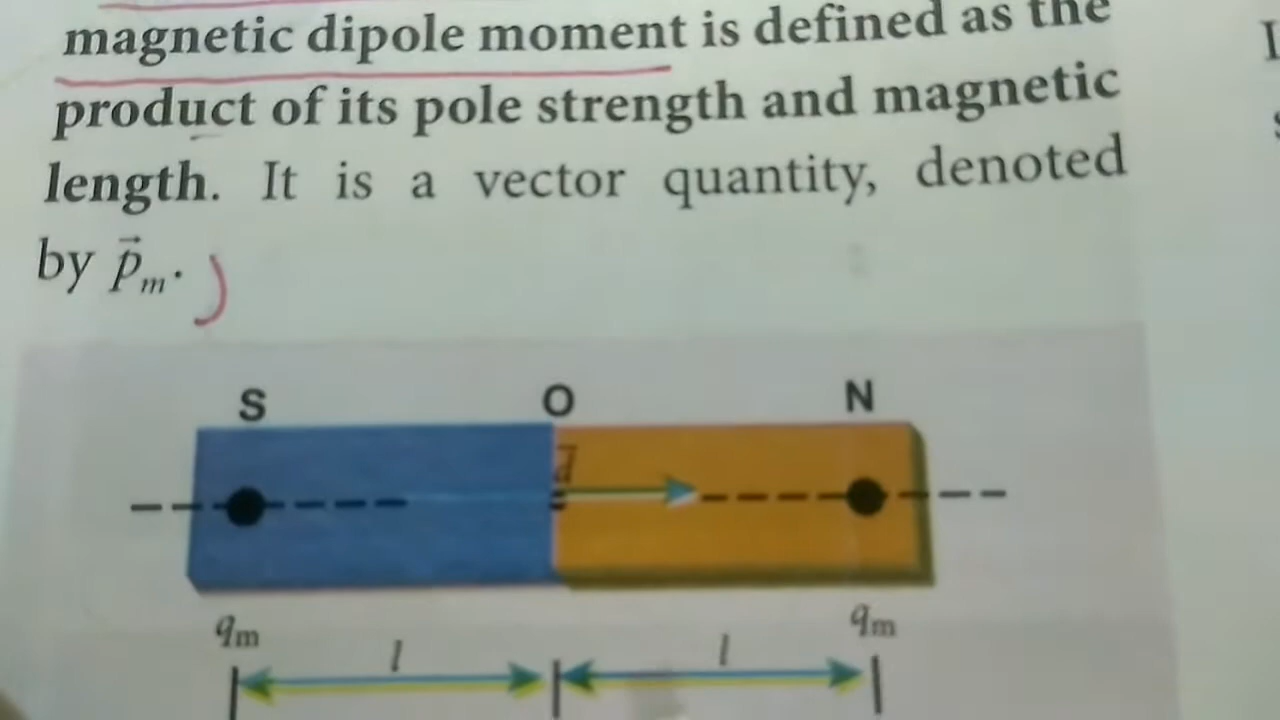 magnetic dipole moment is defined as the
product of its pole strength and magnetic
length. It is a vector quantity, denoted
by p⃗ₘ.
S O N
d⃗
qₘ qₘ
l l